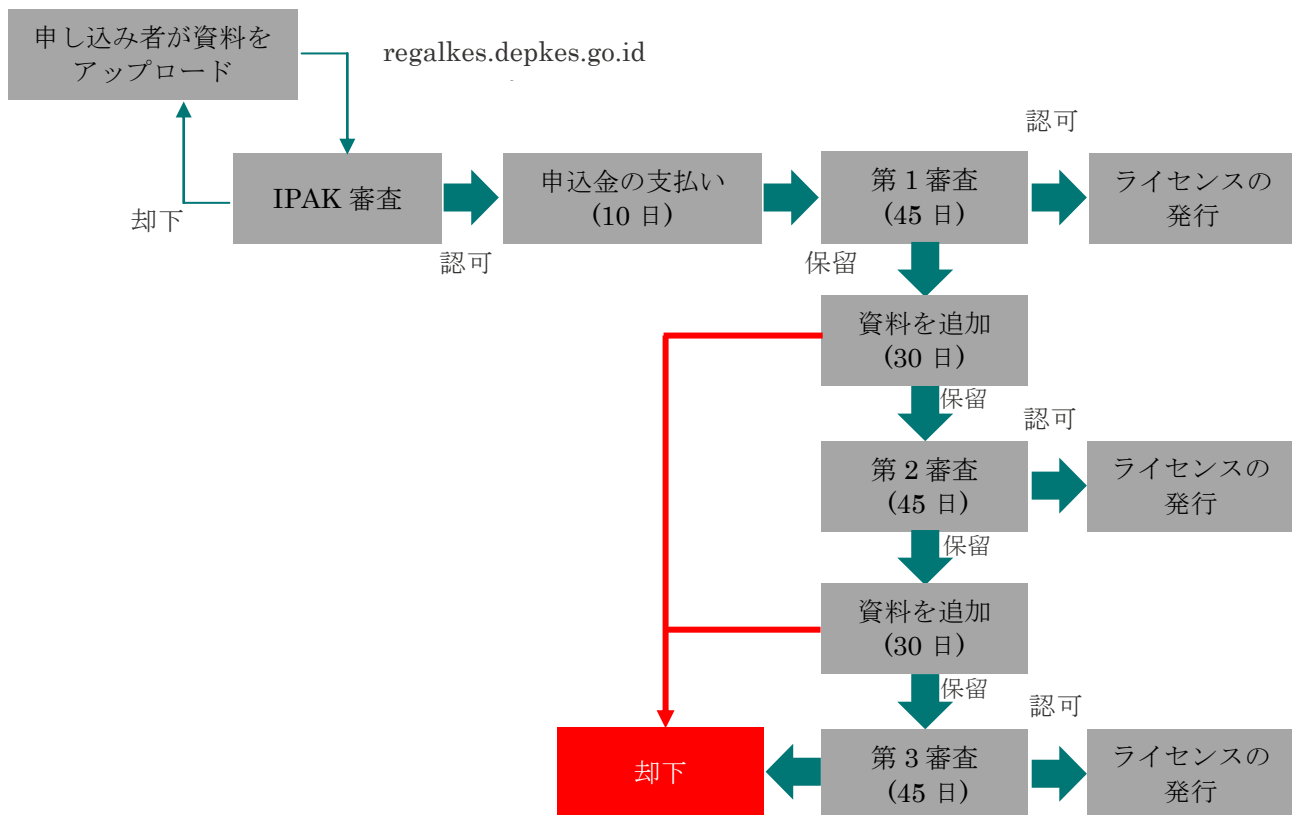 申し込み者が資料を
アップロード
regalkes.depkes.go.id
認可
IPAK 審査
申込金の支払い
(10 日)
第 1 審査
(45 日)
ライセンスの
発行
却下
認可
保留
資料を追加
(30 日)
保留
認可
第 2 審査
(45 日)
ライセンスの
発行
保留
資料を追加
(30 日)
保留
認可
却下
第 3 審査
(45 日)
ライセンスの
発行